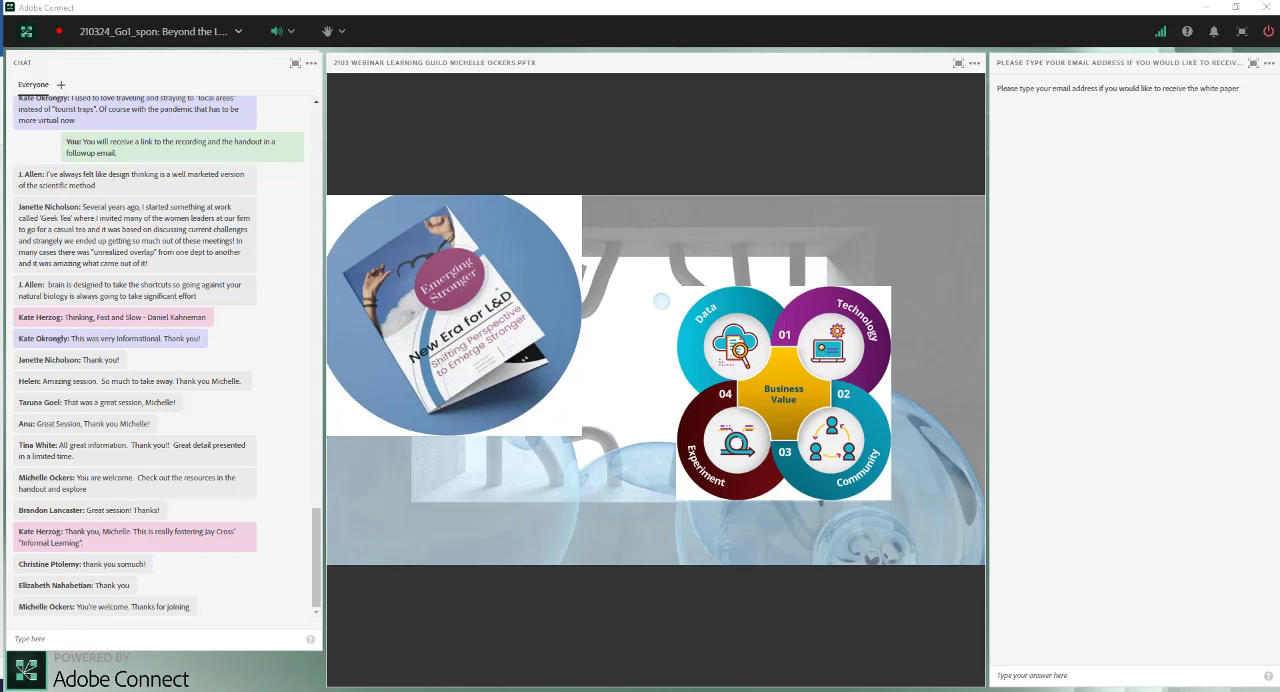 Adobe Connect
210324_Go1_spon: Beyond the L...
CHAT
Everyone
Kate Okrongly: I used to love traveling and straying to "local areas"
instead of "tourist traps". Of course with the pandemic that has to be
more virtual now
You: You will receive a link to the recording and the handout in a
followup email.
J. Allen: I've always felt like design thinking is a well marketed version
of the scientific method
Janette Nicholson: Several years ago, I started something at work
called 'Geek Tea' where I invited many of the women leaders at our firm
to go for a casual tea and it was based on discussing current challenges
and strangely we ended up getting so much out of these meetings! In
many cases there was "unrealized overlap" from one dept to another
and it was amazing what came out of it!
J. Allen: brain is designed to take the shortcuts so going against your
natural biology is always going to take significant effort
Kate Herzog: Thinking, Fast and Slow - Daniel Kahneman
Kate Okrongly: This was very Informational. Thank you!
Janette Nicholson: Thank you!
Helen: Amazing session. So much to take away. Thank you Michelle.
Taruna Goel: That was a great session, Michelle!
Anu: Great Session, Thank you Michelle!
Tina White: All great information. Thank you!! Great detail presented
in a limited time.
Michelle Ockers: You are welcome. Check out the resources in the
handout and explore
Brandon Lancaster: Great session! Thanks!
Kate Herzog: Thank you, Michelle. This is really fostering Jay Cross'
"Informal Learning".
Christine Ptolemy: thank you somuch!
Elizabeth Nahabetian: Thank you
Michelle Ockers: You're welcome. Thanks for joining
Type here
POWERED BY
Adobe Connect
2103 WEBINAR LEARNING GUILD MICHELLE OCKERS.PPTX
Emerging
Stronger
New Era for L&D
Shifting Perspective
to Emerge Stronger
Data
Technology
01
04
Business
Value
02
03
Experiment
Community
PLEASE TYPE YOUR EMAIL ADDRESS IF YOU WOULD LIKE TO RECEIV...
Please type your email address if you would like to receive the white paper
Type your answer here